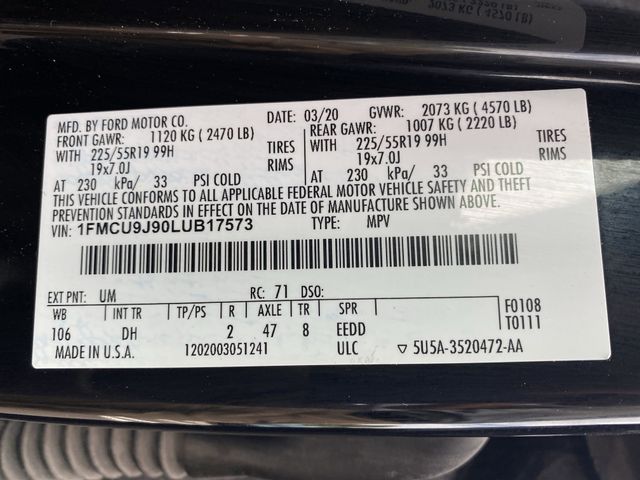 MFD. BY FORD MOTOR CO. DATE: 03/20 GVWR: 2073 KG ( 4570 LB)
FRONT GAWR: 1120 KG ( 2470 LB) REAR GAWR: 1007 KG ( 2220 LB)
WITH 225/55R19 99H TIRES WITH 225/55R19 99H TIRES
19x7.0J RIMS 19x7.0J RIMS
AT 230 kPa/ 33 PSI COLD AT 230 kPa/ 33 PSI COLD
THIS VEHICLE CONFORMS TO ALL APPLICABLE FEDERAL MOTOR VEHICLE SAFETY AND THEFT
PREVENTION STANDARDS IN EFFECT ON THE DATE OF MANUFACTURE SHOWN ABOVE.
VIN: 1FMCU9J90LUB17573 TYPE: MPV
EXT PNT: UM RC: 71 DSO:
WB INT TR TP/PS R AXLE TR SPR F0108
106 DH 2 47 8 EEDD T0111
MADE IN U.S.A. 1202003051241 ULC ▽ 5U5A-3520472-AA
2073 KG ( 4570 LB)